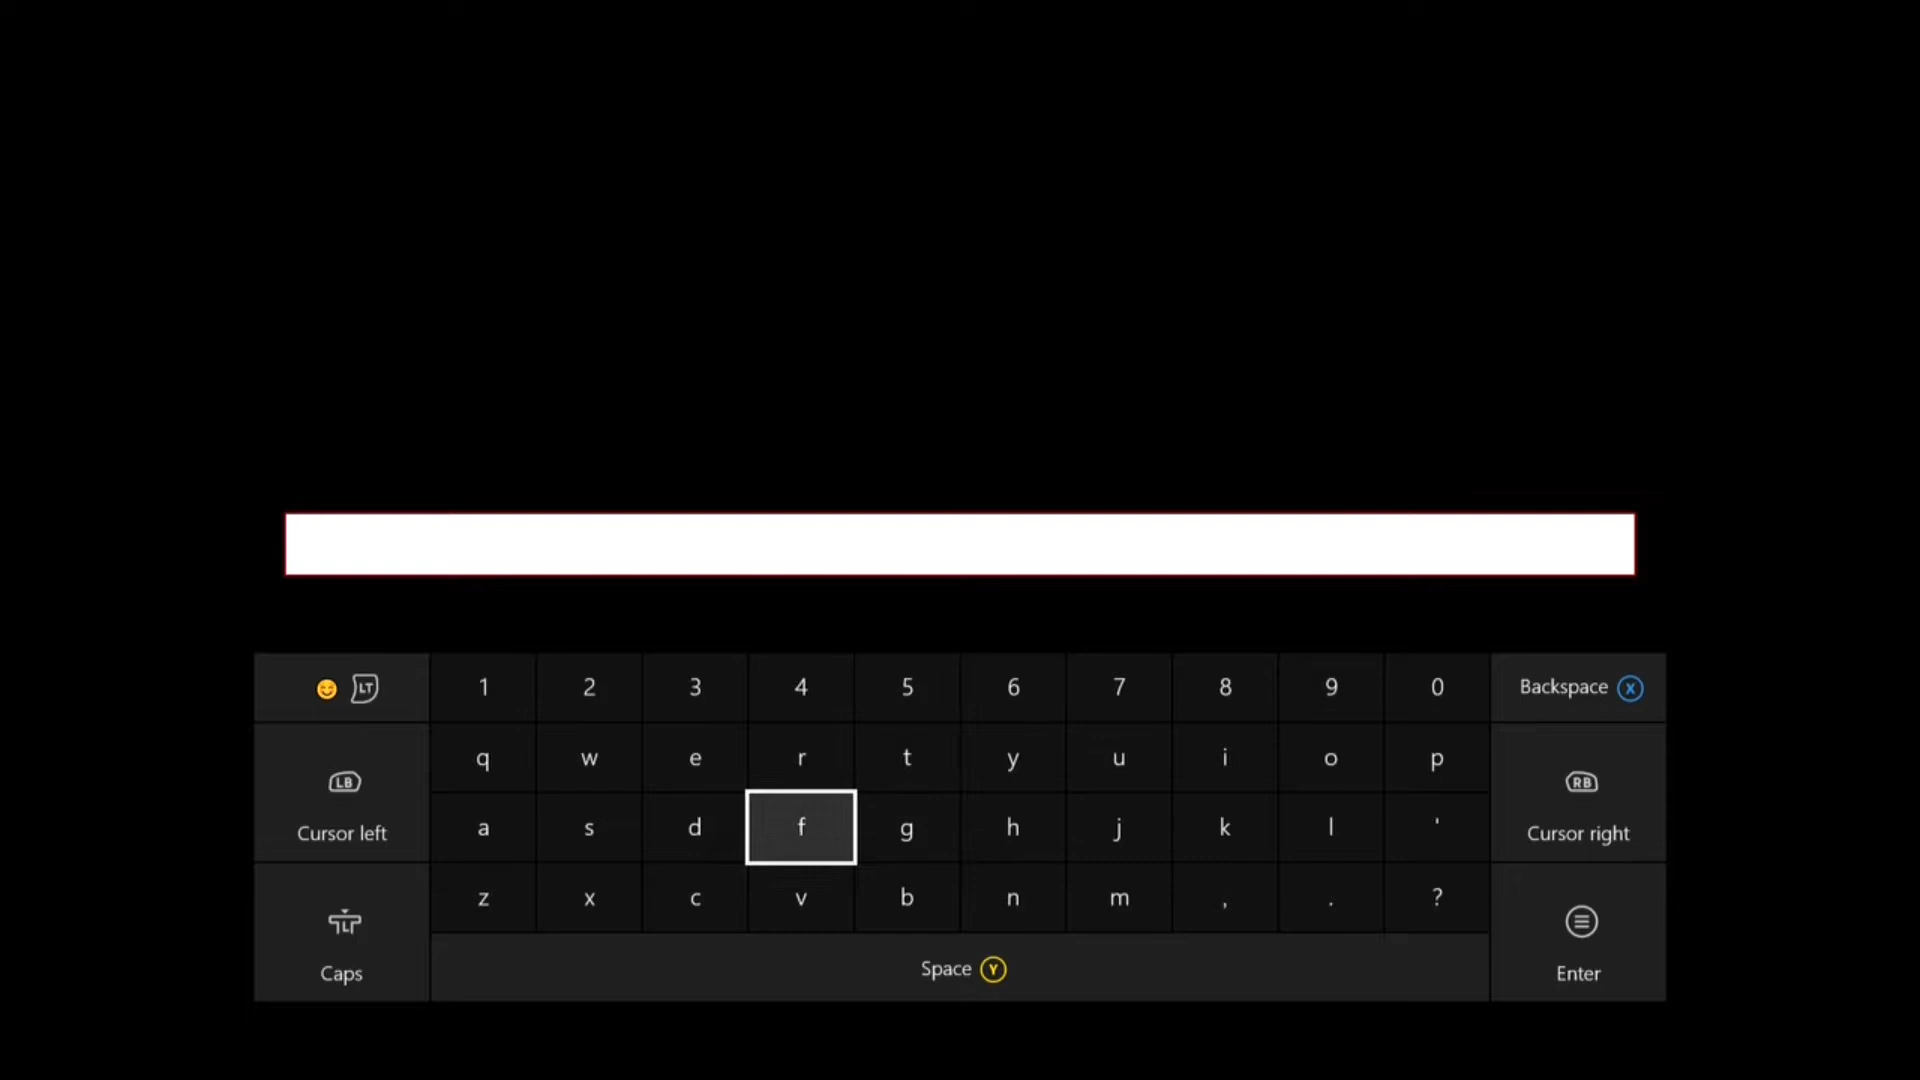 😊 LT 1 2 3 4 5 6 7 8 9 0 Backspace X
q w e r t y u i o p
LB Cursor left a s d f g h j k l ' RB Cursor right
z x c v b n m , . ?
Caps Space Y Enter